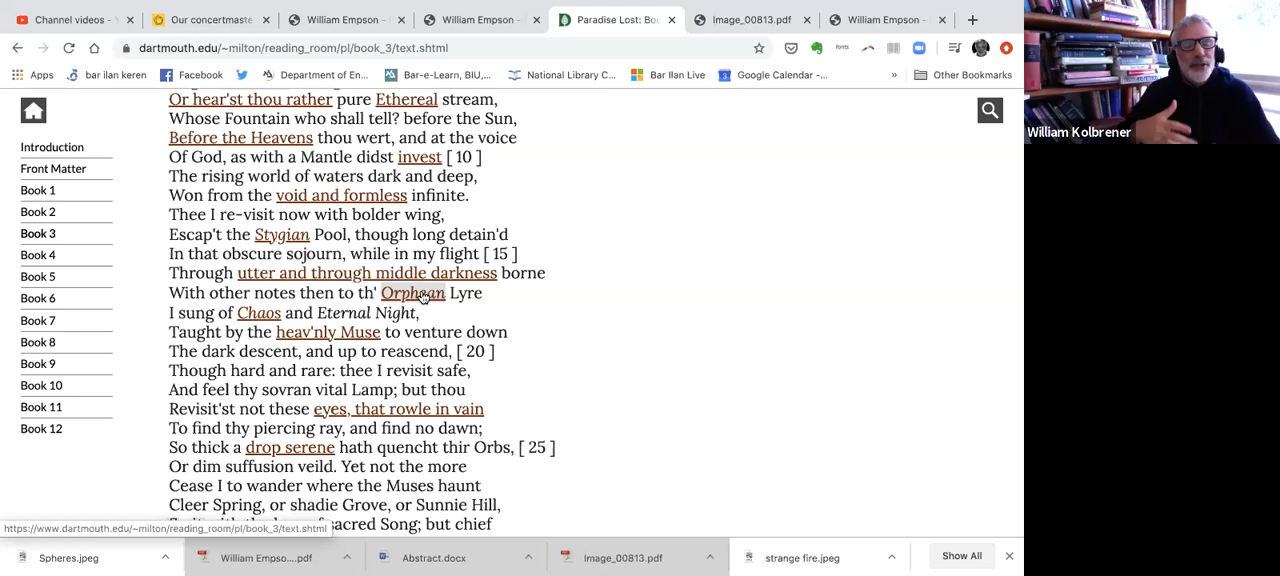 Channel videos - Y
Our concertmaste
William Empson -
William Empson -
Paradise Lost: Bou
Image_00813.pdf
William Empson -
dartmouth.edu/~milton/reading_room/pl/book_3/text.shtml
Apps
bar ilan keren
Facebook
Department of En...
Bar-e-Learn, BIU,...
National Library C...
Bar Ilan Live
Google Calendar -...
»
Other Bookmarks
William Kolbrener
Introduction
Front Matter
Book 1
Book 2
Book 3
Book 4
Book 5
Book 6
Book 7
Book 8
Book 9
Book 10
Book 11
Book 12
Or hear'st thou rather pure Ethereal stream,
Whose Fountain who shall tell? before the Sun,
Before the Heavens thou wert, and at the voice
Of God, as with a Mantle didst invest [ 10 ]
The rising world of waters dark and deep,
Won from the void and formless infinite.
Thee I re-visit now with bolder wing,
Escap't the Stygian Pool, though long detain'd
In that obscure sojourn, while in my flight [ 15 ]
Through utter and through middle darkness borne
With other notes then to th' Orphean Lyre
I sung of Chaos and Eternal Night,
Taught by the heav'nly Muse to venture down
The dark descent, and up to reascend, [ 20 ]
Though hard and rare: thee I revisit safe,
And feel thy sovran vital Lamp; but thou
Revisit'st not these eyes, that rowle in vain
To find thy piercing ray, and find no dawn;
So thick a drop serene hath quencht thir Orbs, [ 25 ]
Or dim suffusion veild. Yet not the more
Cease I to wander where the Muses haunt
Cleer Spring, or shadie Grove, or Sunnie Hill,
sacred Song; but chief
https://www.dartmouth.edu/~milton/reading_room/pl/book_3/text.shtml
Spheres.jpeg
William Empso....pdf
Abstract.docx
Image_00813.pdf
strange fire.jpeg
Show All